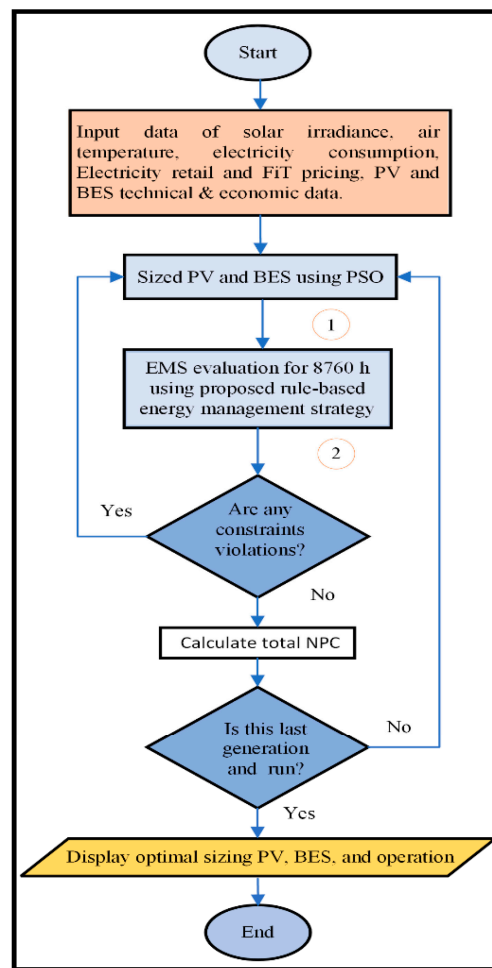 Start
Input data of solar irradiance, air
temperature, electricity consumption,
Electricity retail and FiT pricing. PV and
BES technical & economic data.
Sized PV and BES using PSO
1
EMS evaluation for 8760 h
using proposed rule-based
energy management strategy
2
Yes
Are any
constraints
violations?
No
Calculate total NPC
Is this last
generation
and run?
No
Yes
Display optimal sizing PV, BES, and operation
End